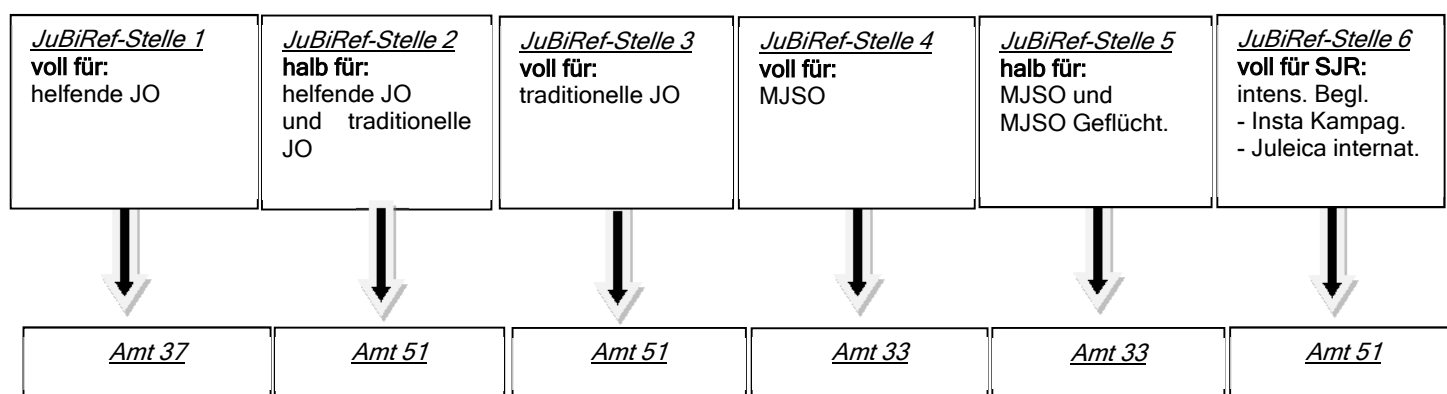 JuBiRef-Stelle 1
voll für:
helfende JO
JuBiRef-Stelle 2
halb für:
helfende JO
und traditionelle
JO
JuBiRef-Stelle 3
voll für:
traditionelle JO
JuBiRef-Stelle 4
voll für:
MJSO
JuBiRef-Stelle 5
halb für:
MJSO und
MJSO Geflücht.
JuBiRef-Stelle 6
voll für SJR:
intens. Begl.
- Insta Kampag.
- Juleica internat.
Amt 37
Amt 51
Amt 51
Amt 33
Amt 33
Amt 51